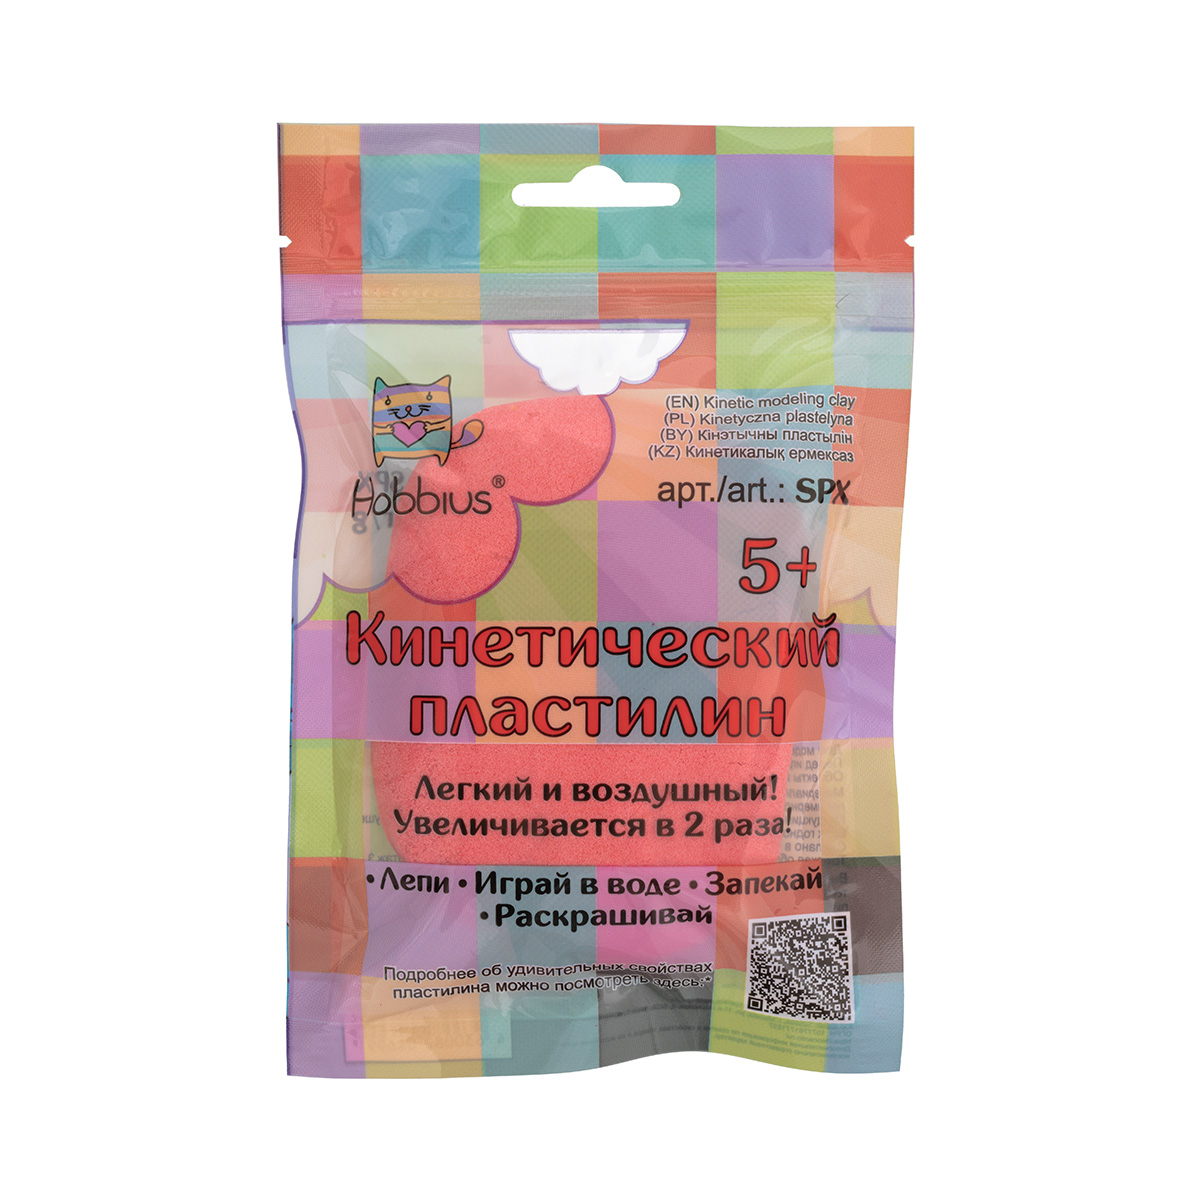 (EN) Kinetic modeling clay
(PL) Kinetyczna plastelyna
(BY) Кінэтычны пластылін
(KZ) Кинетикалық ермексаз
Hobbius®
арт./art.: SPX
5+
Кинетический
пластилин
Легкий и воздушный!
Увеличивается в 2 раза!
• Лепи • Играй в воде • Запекай
• Раскрашивай
Подробнее об удивительных свойствах
пластилина можно посмотреть здесь:*